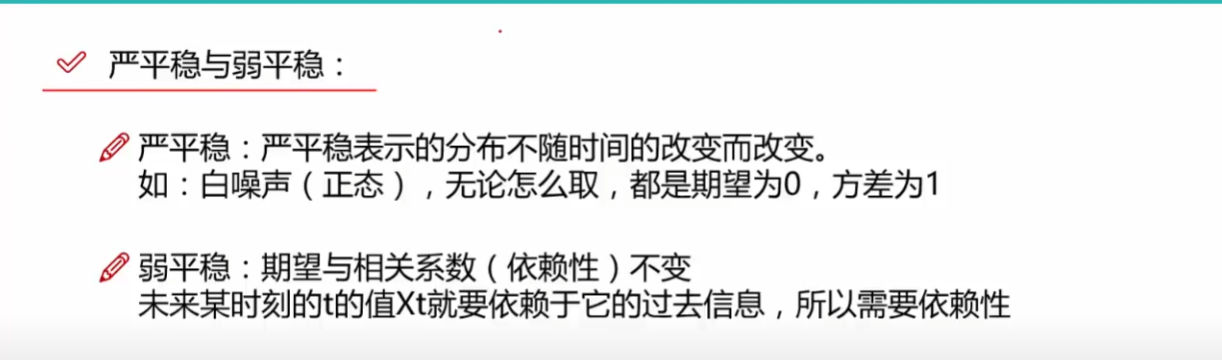 严平稳与弱平稳：
严平稳：严平稳表示的分布不随时间的改变而改变。
如：白噪声（正态），无论怎么取，都是期望为0，方差为1
弱平稳：期望与相关系数（依赖性）不变
未来某时刻的t的值Xt就要依赖于它的过去信息，所以需要依赖性